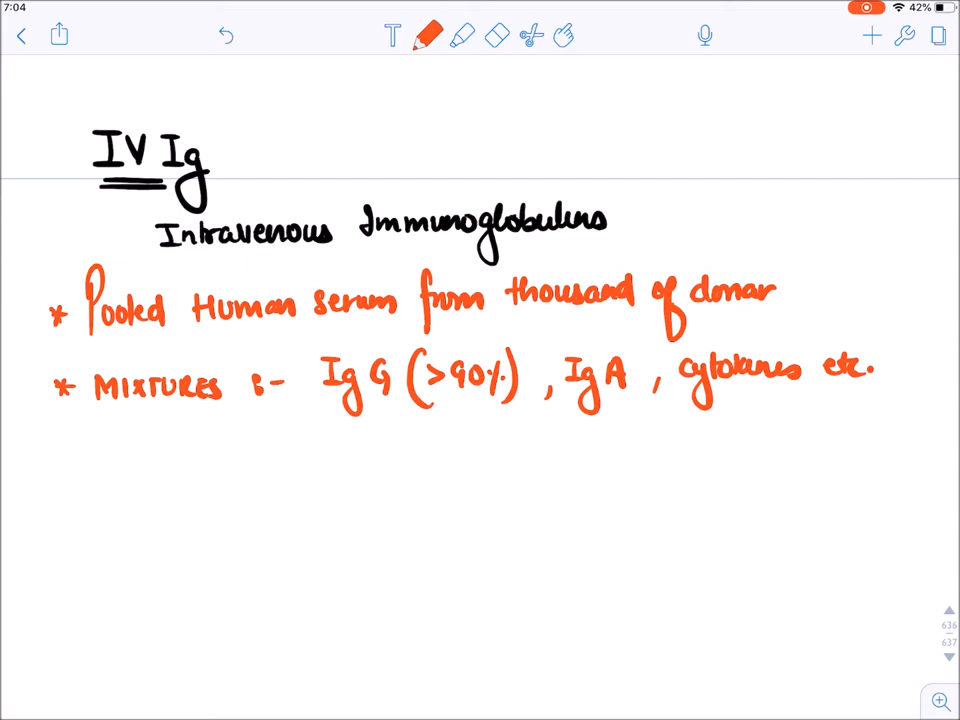 7:04
42%
T
IV Ig
Intravenous Immunoglobulins
* Pooled Human serum from thousand of donar
* MIXTURES :- IgG (>90%), IgA, cytokines etc.
636
637